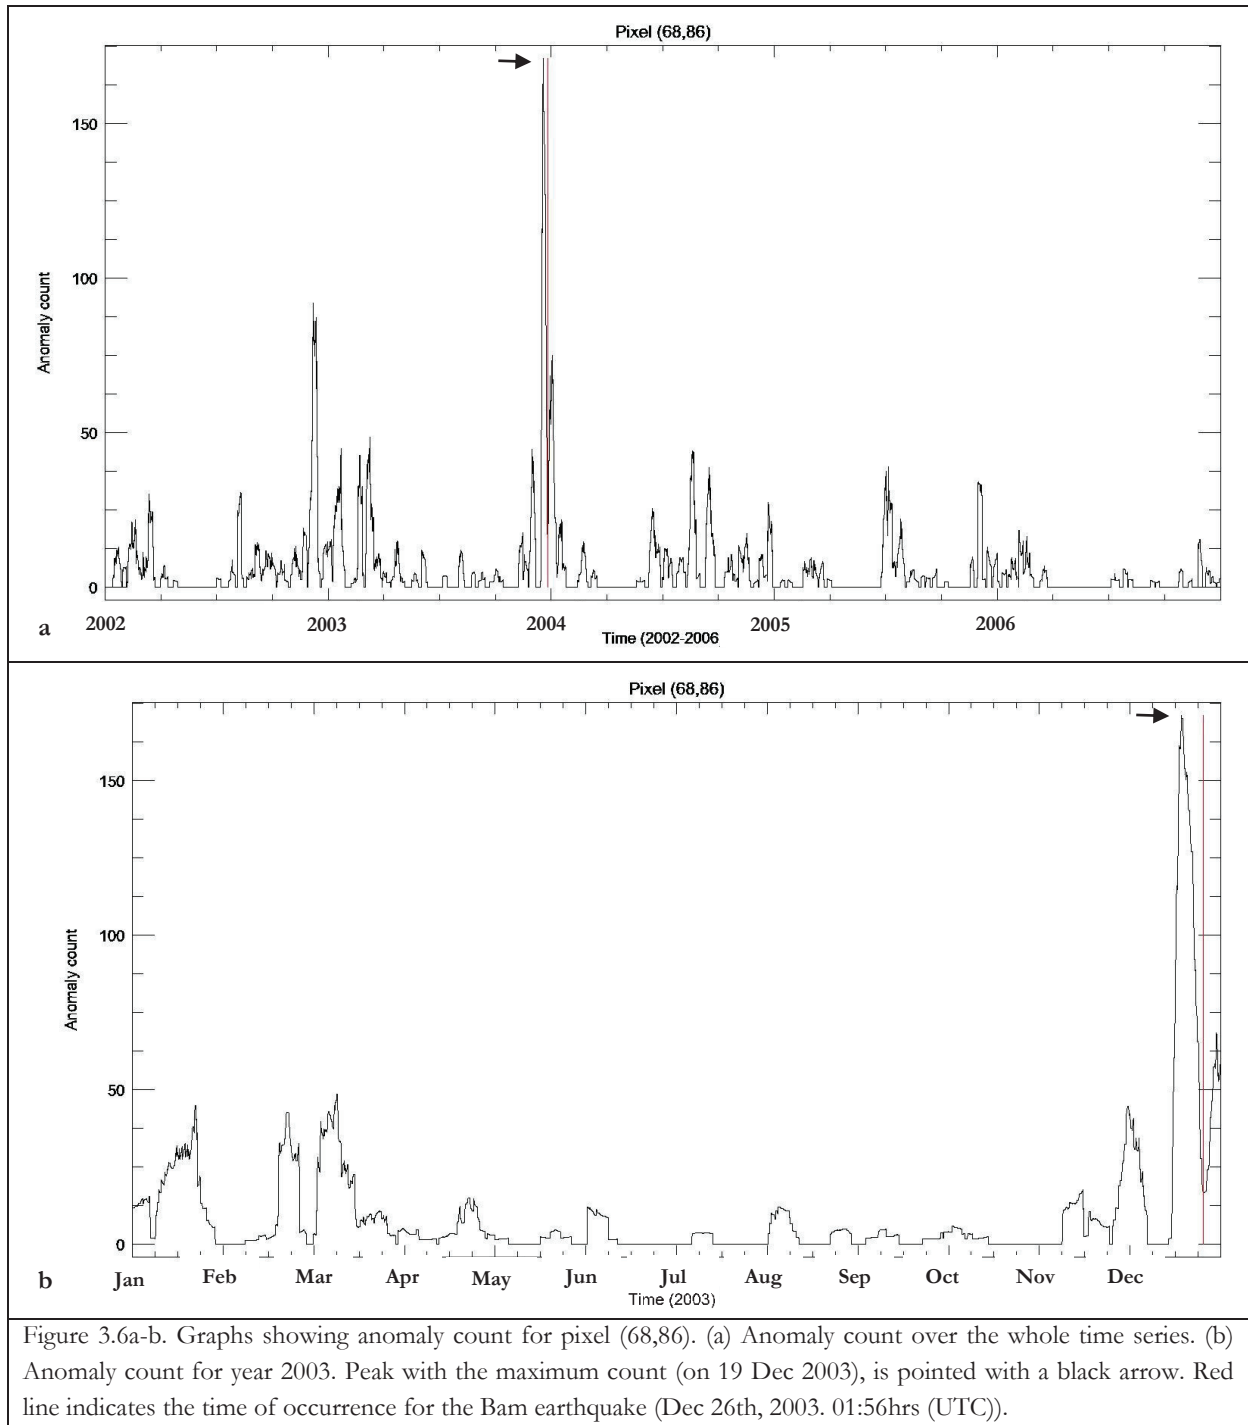 Pixel (68,86)
150
100
50
0
Anomaly count
a
2002 2003 2004 2005 2006
Time (2002-2006
Pixel (68,86)
150
100
50
0
Anomaly count
b
Jan Feb Mar Apr May Jun Jul Aug Sep Oct Nov Dec
Time (2003)
Figure 3.6a-b. Graphs showing anomaly count for pixel (68,86). (a) Anomaly count over the whole time series. (b)
Anomaly count for year 2003. Peak with the maximum count (on 19 Dec 2003), is pointed with a black arrow. Red
line indicates the time of occurrence for the Bam earthquake (Dec 26th, 2003. 01:56hrs (UTC)).